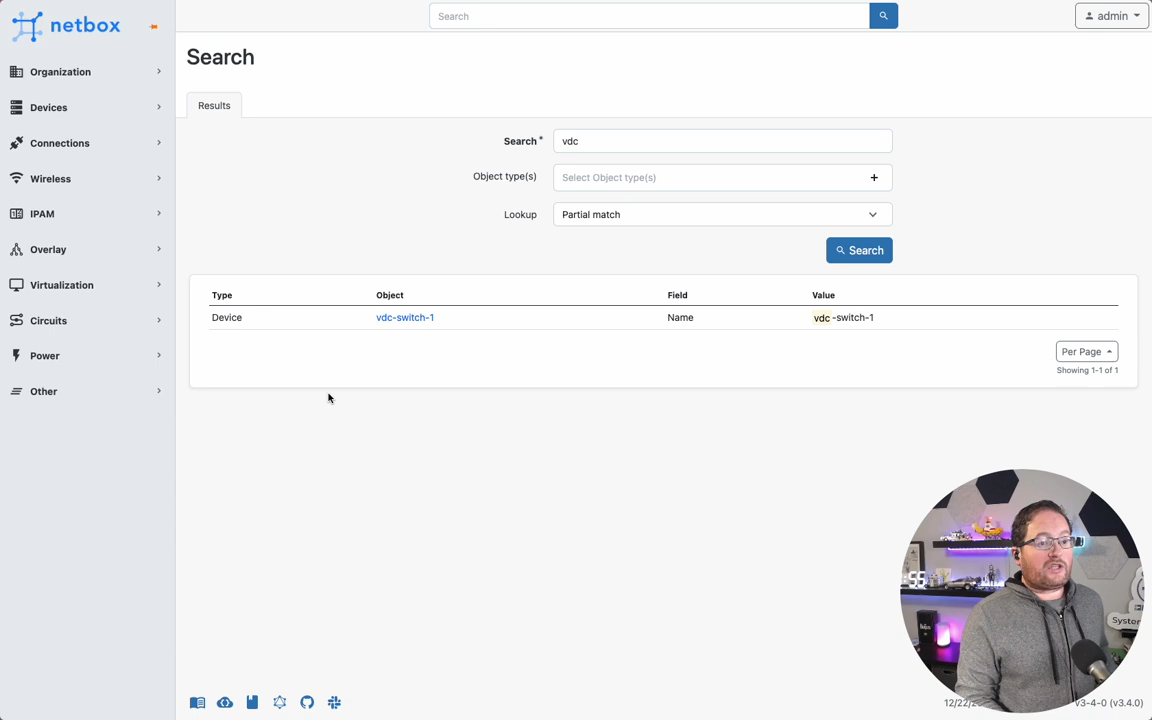 netbox
Search
admin
Search
Organization
Devices
Connections
Wireless
IPAM
Overlay
Virtualization
Circuits
Power
Other
Results
Search *
vdc
Object type(s)
Select Object type(s)
+
Lookup
Partial match
Search
Type Object Field Value
Device vdc-switch-1 Name vdc-switch-1
Per Page
Showing 1-1 of 1
:55
System
12/22/2
v3-4-0 (v3.4.0)